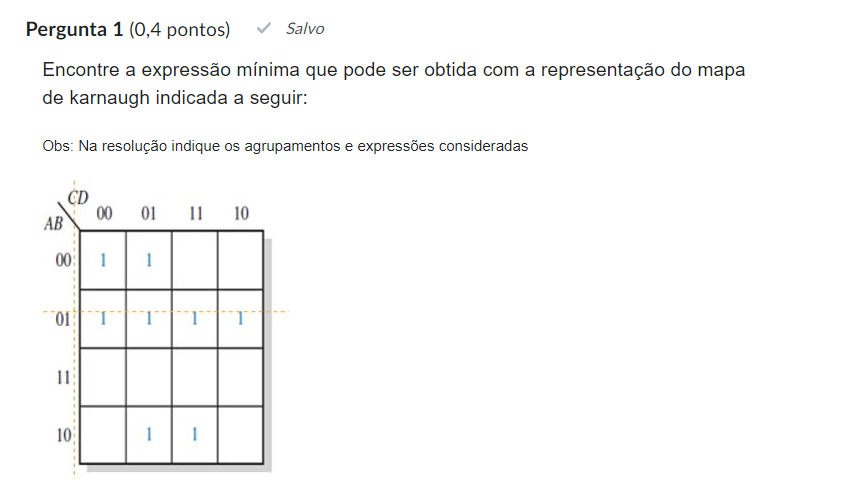 Pergunta 1 (0,4 pontos) Salvo
Encontre a expressão mínima que pode ser obtida com a representação do mapa
de karnaugh indicada a seguir:
Obs: Na resolução indique os agrupamentos e expressões consideradas
CD
AB 00 01 11 10
00 1 1
01 1 1 1 1
11
10 1 1